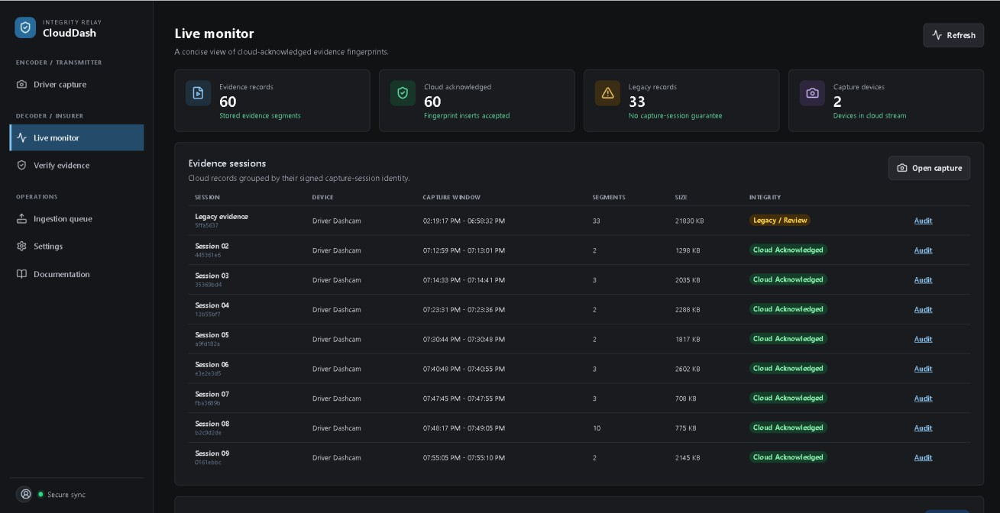 INTEGRITY RELAY
CloudDash
ENCODER / TRANSMITTER
Driver capture
DECODER / INSURER
Live monitor
Verify evidence
OPERATIONS
Ingestion queue
Settings
Documentation
Secure sync
Live monitor
A concise view of cloud-acknowledged evidence fingerprints.
Refresh
Evidence records
60
Stored evidence segments
Cloud acknowledged
60
Fingerprint inserts accepted
Legacy records
33
No capture-session guarantee
Capture devices
2
Devices in cloud stream
Evidence sessions
Cloud records grouped by their signed capture-session identity.
Open capture
SESSION DEVICE CAPTURE WINDOW SEGMENTS SIZE INTEGRITY
Legacy evidence
5ffa5637
Driver Dashcam 02:19:17 PM - 06:58:32 PM 33 21830 KB Legacy / Review Audit
Session 02
445361e6
Driver Dashcam 07:12:59 PM - 07:13:01 PM 2 1298 KB Cloud Acknowledged Audit
Session 03
35369bd4
Driver Dashcam 07:14:33 PM - 07:14:41 PM 3 2035 KB Cloud Acknowledged Audit
Session 04
12b55bf7
Driver Dashcam 07:23:31 PM - 07:23:36 PM 2 2288 KB Cloud Acknowledged Audit
Session 05
a9fd182a
Driver Dashcam 07:30:44 PM - 07:30:48 PM 2 1817 KB Cloud Acknowledged Audit
Session 06
e3e2e3d5
Driver Dashcam 07:40:48 PM - 07:40:55 PM 3 2602 KB Cloud Acknowledged Audit
Session 07
fba3689b
Driver Dashcam 07:47:45 PM - 07:47:55 PM 3 708 KB Cloud Acknowledged Audit
Session 08
b2c9d2de
Driver Dashcam 07:48:17 PM - 07:49:05 PM 10 775 KB Cloud Acknowledged Audit
Session 09
0161ebbc
Driver Dashcam 07:55:05 PM - 07:55:10 PM 2 2145 KB Cloud Acknowledged Audit